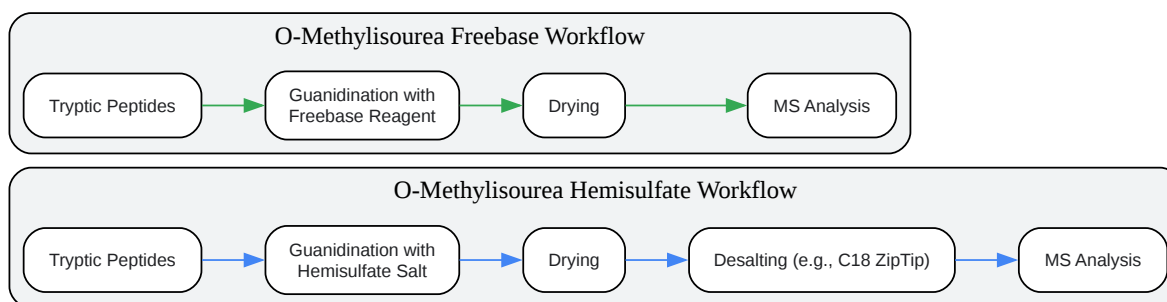 O-Methylisourea Freebase Workflow
Tryptic Peptides
Guanidination with
Freebase Reagent
Drying
MS Analysis
O-Methylisourea Hemisulfate Workflow
Tryptic Peptides
Guanidination with
Hemisulfate Salt
Drying
Desalting (e.g., C18 ZipTip)
MS Analysis